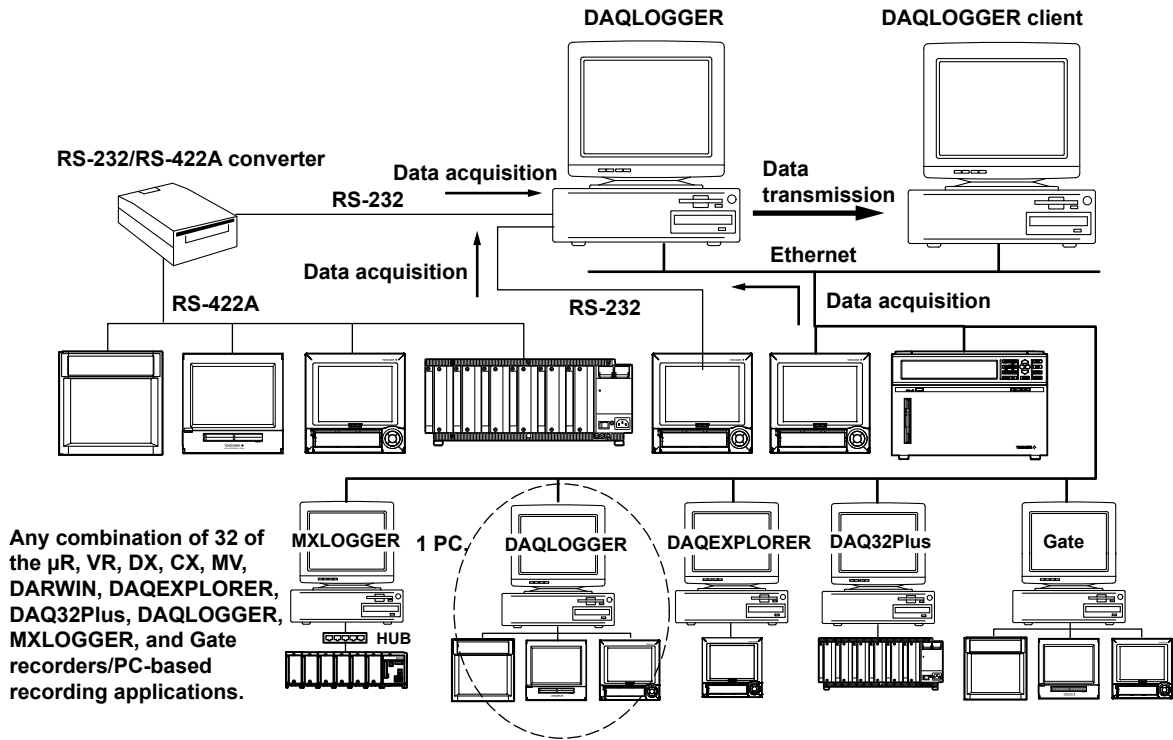 DAQLOGGER
DAQLOGGER client
RS-232/RS-422A converter
Data acquisition
RS-232
Data
transmission
Data acquisition
Ethernet
RS-422A
RS-232
Data acquisition
Any combination of 32 of
the µR, VR, DX, CX, MV,
DARWIN, DAQEXPLORER,
DAQ32Plus, DAQLOGGER,
MXLOGGER, and Gate
recorders/PC-based
recording applications.
MXLOGGER
1 PC,
DAQLOGGER
DAQEXPLORER
DAQ32Plus
Gate
HUB